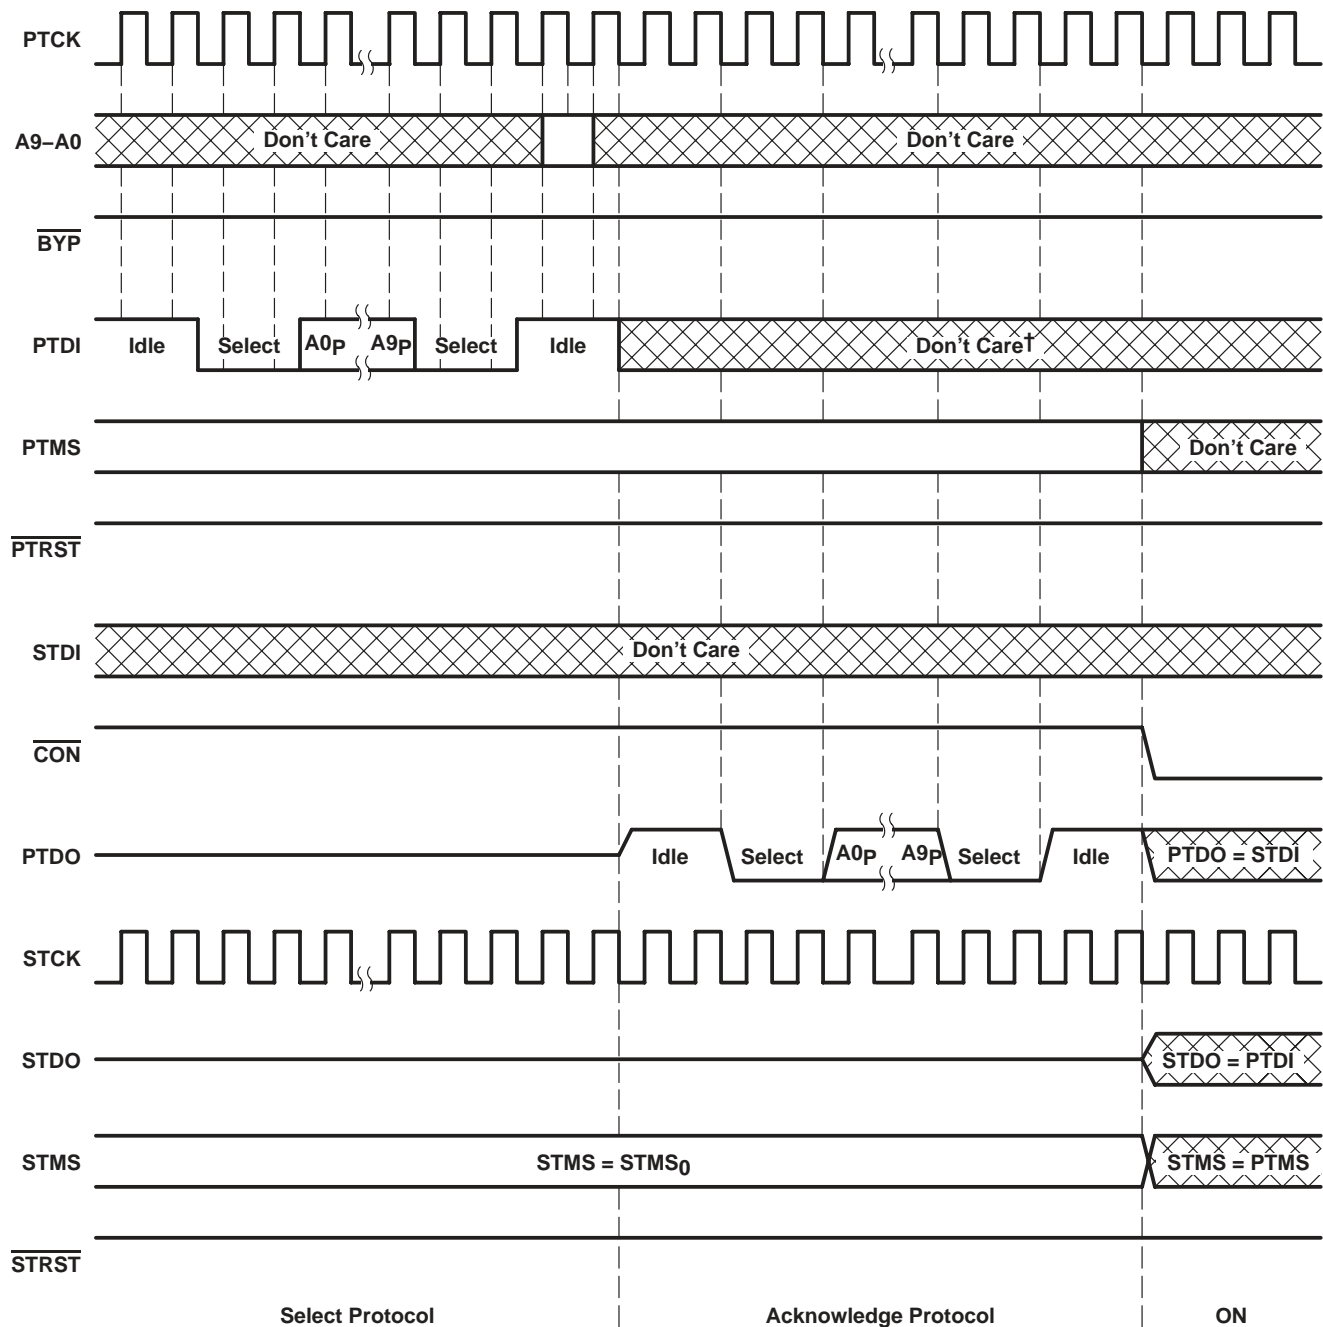 PTCK
A9–A0 Don't Care Don't Care
BYP
PTDI Idle Select A0P A9P Select Idle Don't Care†
PTMS Don't Care
PTRST
STDI Don't Care
CON
PTDO Idle Select A0P A9P Select Idle PTDO = STDI
STCK
STDO STDO = PTDI
STMS STMS = STMS0 STMS = PTMS
STRST
Select Protocol Acknowledge Protocol ON